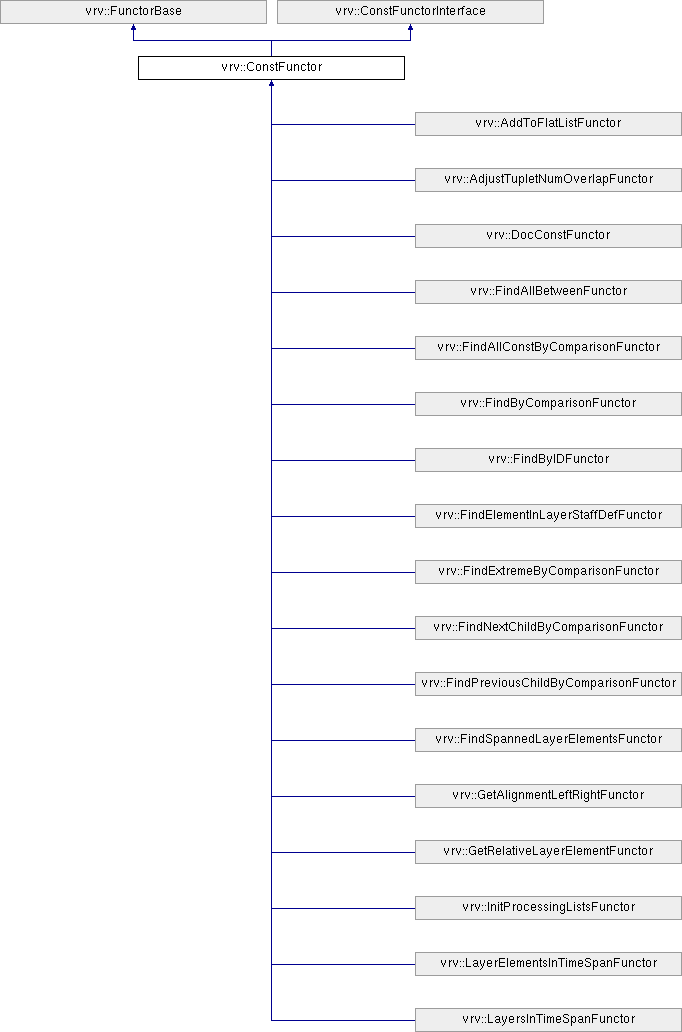 vrv::FunctorBase
vrv::ConstFunctorInterface
vrv::ConstFunctor
vrv::AddToFlatListFunctor
vrv::AdjustTupletNumOverlapFunctor
vrv::DocConstFunctor
vrv::FindAllBetweenFunctor
vrv::FindAllConstByComparisonFunctor
vrv::FindByComparisonFunctor
vrv::FindByIDFunctor
vrv::FindElementInLayerStaffDefFunctor
vrv::FindExtremeByComparisonFunctor
vrv::FindNextChildByComparisonFunctor
vrv::FindPreviousChildByComparisonFunctor
vrv::FindSpannedLayerElementsFunctor
vrv::GetAlignmentLeftRightFunctor
vrv::GetRelativeLayerElementFunctor
vrv::InitProcessingListsFunctor
vrv::LayerElementsInTimeSpanFunctor
vrv::LayersInTimeSpanFunctor